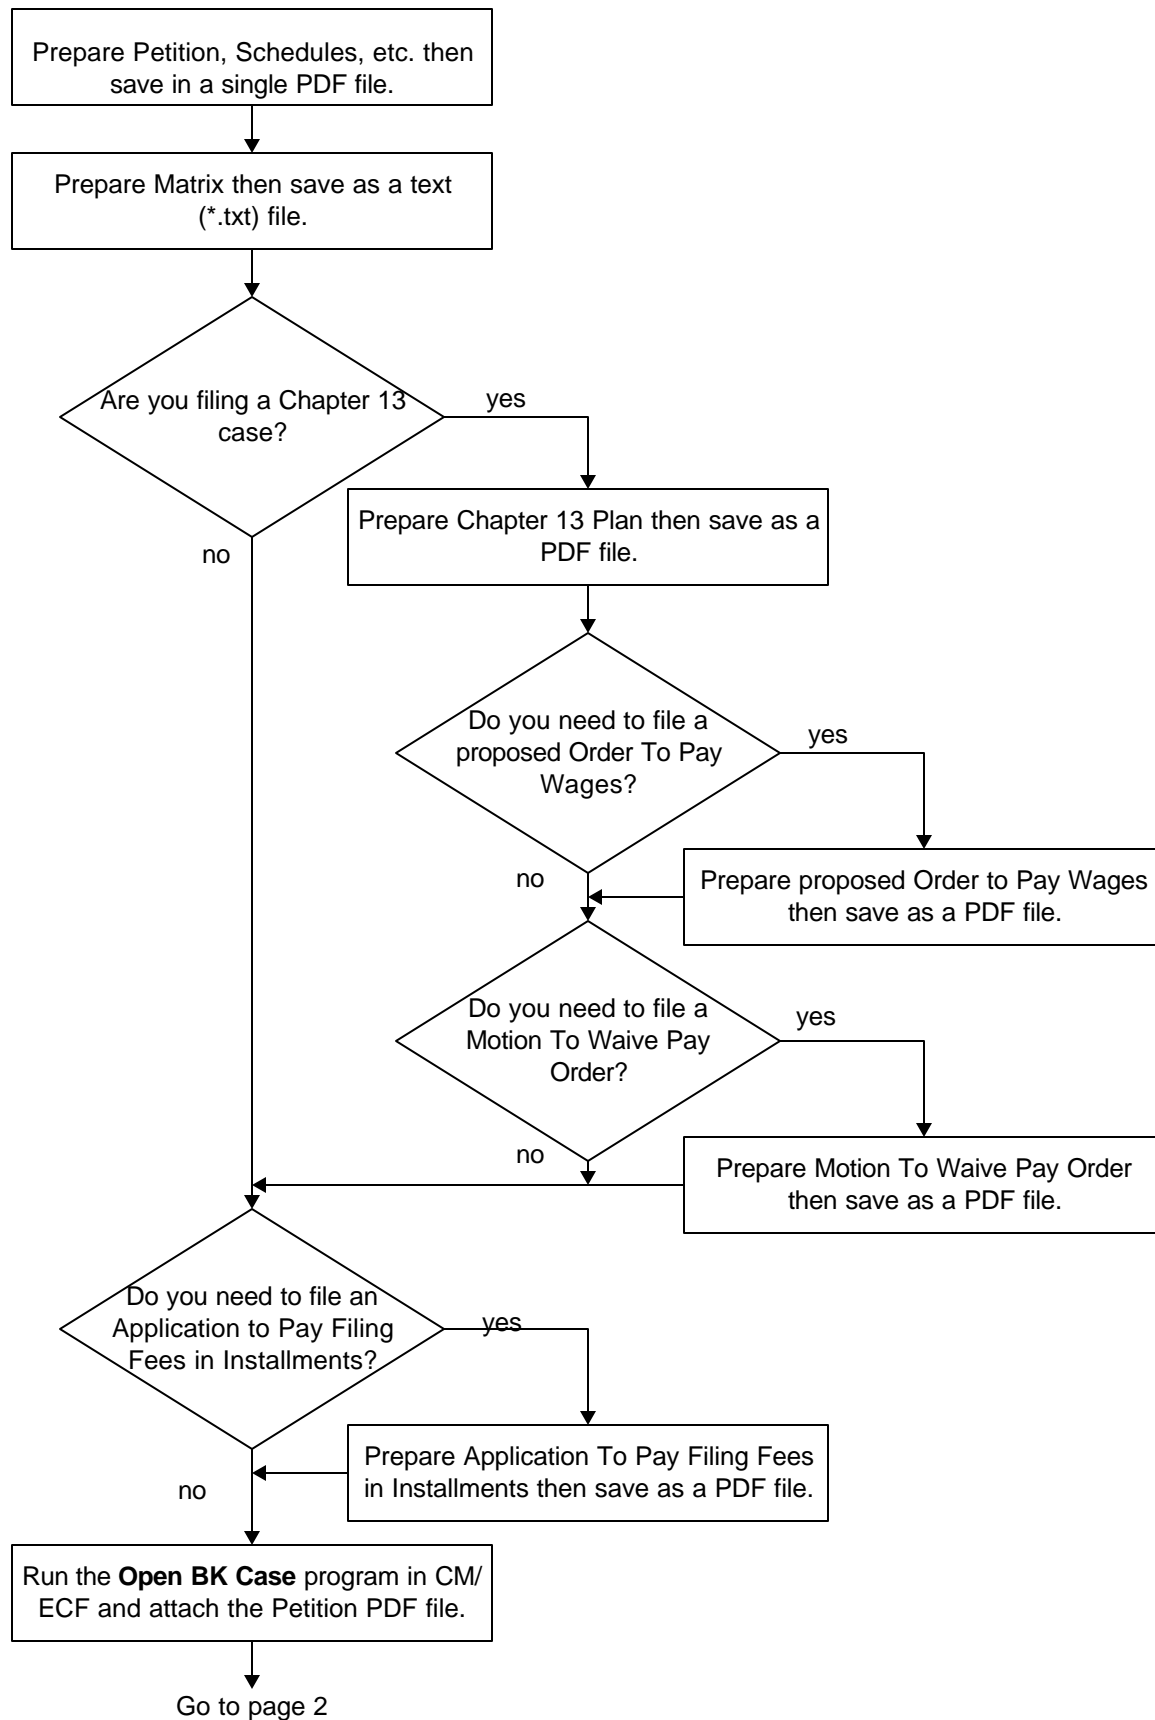 Prepare Petition, Schedules, etc. then
save in a single PDF file.
Prepare Matrix then save as a text
(*.txt) file.
Are you filing a Chapter 13
case?
yes
no
Prepare Chapter 13 Plan then save as a
PDF file.
Do you need to file a
proposed Order To Pay
Wages?
yes
no
Prepare proposed Order to Pay Wages
then save as a PDF file.
Do you need to file a
Motion To Waive Pay
Order?
yes
no
Prepare Motion To Waive Pay Order
then save as a PDF file.
Do you need to file an
Application to Pay Filing
Fees in Installments?
yes
no
Prepare Application To Pay Filing Fees
in Installments then save as a PDF file.
Run the Open BK Case program in CM/
ECF and attach the Petition PDF file.
Go to page 2